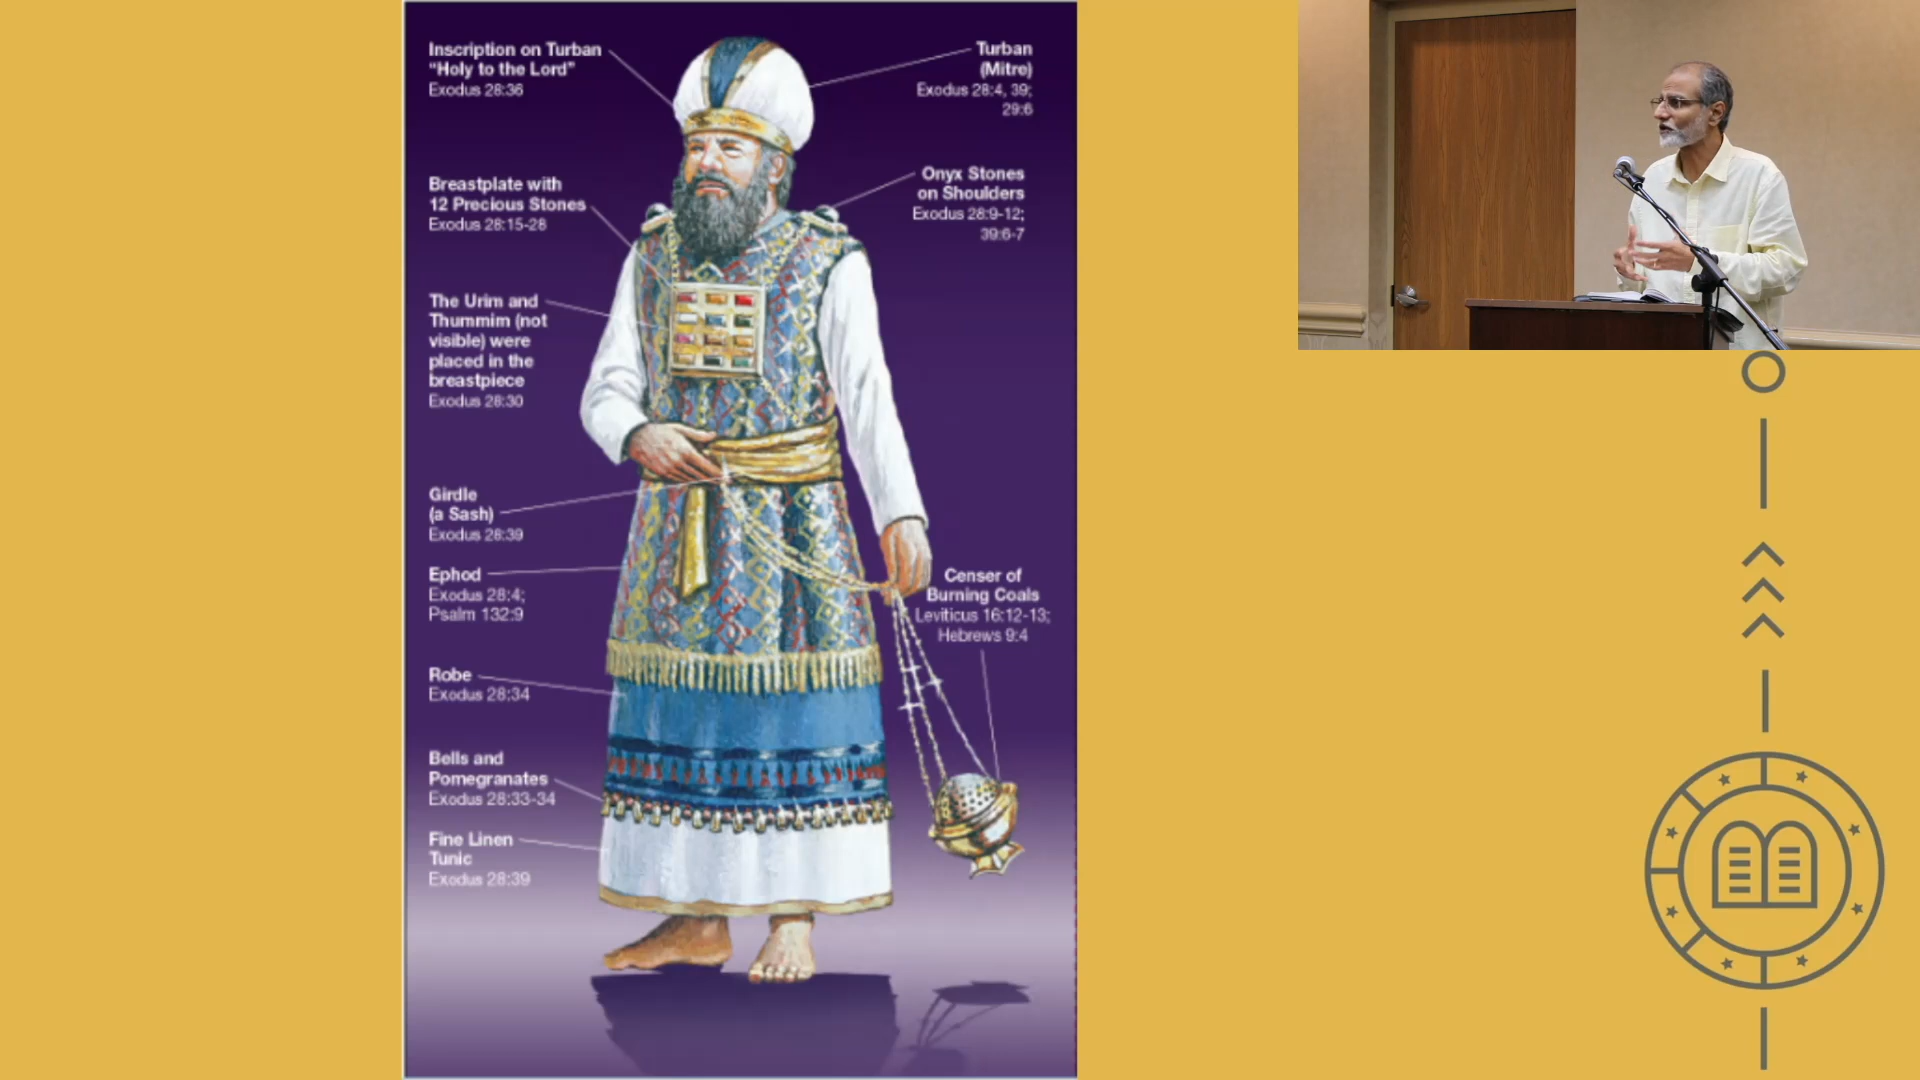 Inscription on Turban
“Holy to the Lord”
Exodus 28:36
Turban
(Mitre)
Exodus 28:4, 39;
29:6
Breastplate with
12 Precious Stones
Exodus 28:15-28
Onyx Stones
on Shoulders
Exodus 28:9-12;
39:6-7
The Urim and
Thummim (not
visible) were
placed in the
breastpiece
Exodus 28:30
Girdle
(a Sash)
Exodus 28:39
Ephod
Exodus 28:4;
Psalm 132:9
Censer of
Burning Coals
Leviticus 16:12-13;
Hebrews 9:4
Robe
Exodus 28:34
Bells and
Pomegranates
Exodus 28:33-34
Fine Linen
Tunic
Exodus 28:39